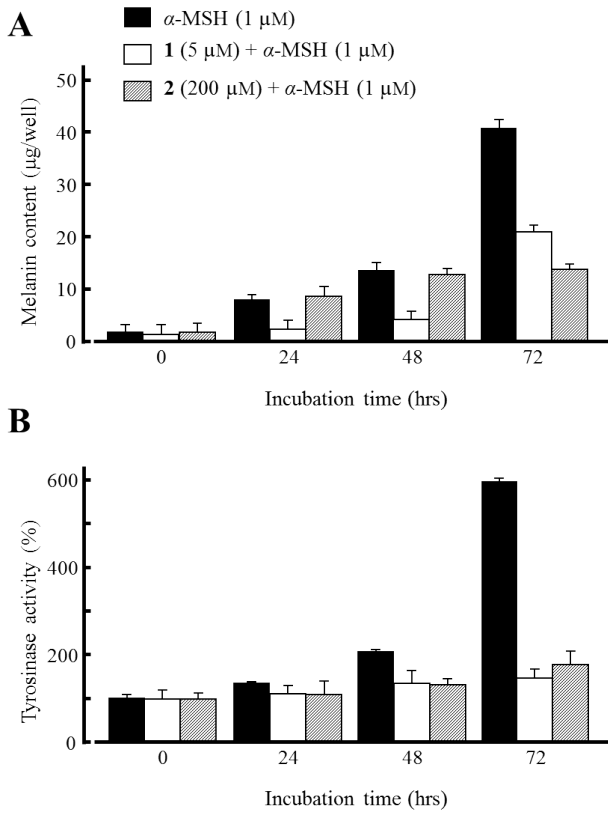 A
α-MSH (1 μM)
1 (5 μM) + α-MSH (1 μM)
2 (200 μM) + α-MSH (1 μM)
Melanin content (μg/well)
50
40
30
20
10
0
0 24 48 72
Incubation time (hrs)
B
Tyrosinase activity (%)
600
400
200
100
0
0 24 48 72
Incubation time (hrs)